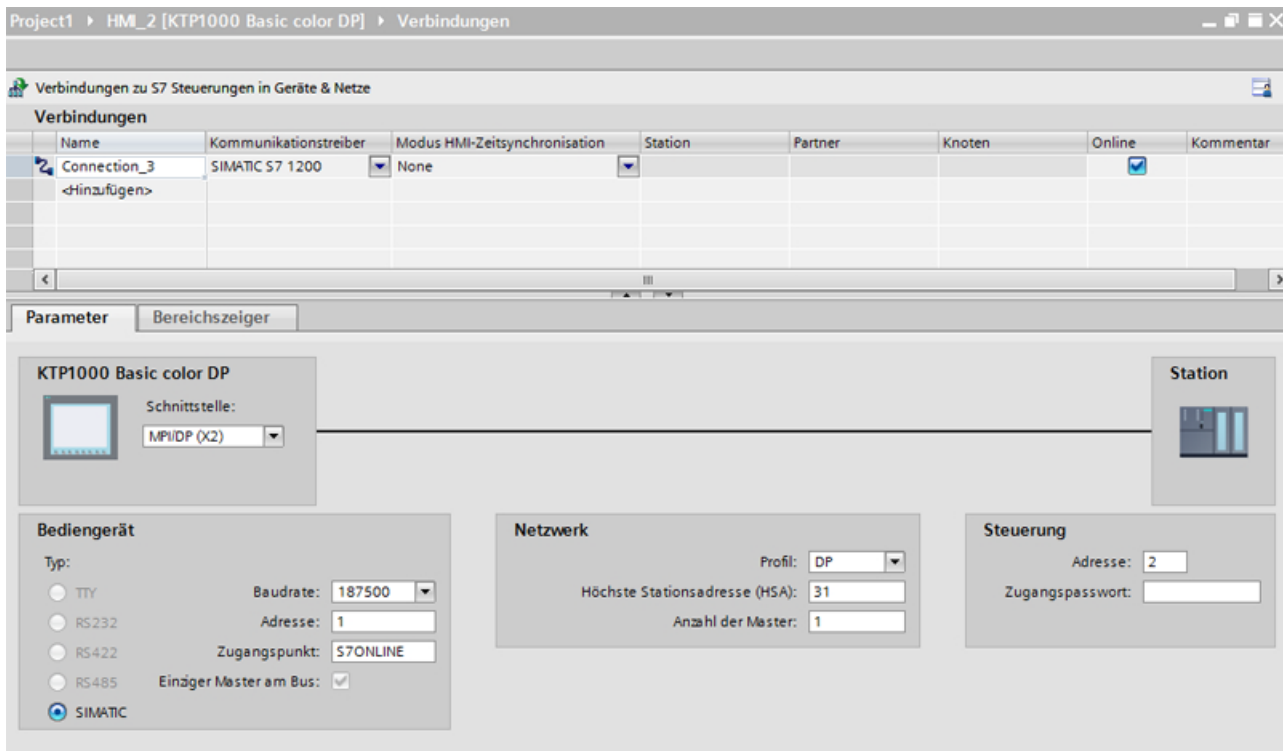 Project1 ▸ HMI_2 [KTP1000 Basic color DP] ▸ Verbindungen
Verbindungen zu S7 Steuerungen in Geräte & Netze
Verbindungen
Name Kommunikationstreiber Modus HMI-Zeitsynchronisation Station Partner Knoten Online Kommentar
Connection_3 SIMATIC S7 1200 None
<Hinzufügen>
Parameter Bereichszeiger
KTP1000 Basic color DP Station
Schnittstelle:
MPI/DP (X2)
Bediengerät Netzwerk Steuerung
Typ: Profil: DP Adresse: 2
TTY Baudrate: 187500 Höchste Stationsadresse (HSA): 31 Zugangspasswort:
RS232 Adresse: 1 Anzahl der Master: 1
RS422 Zugangspunkt: S7ONLINE
RS485 Einziger Master am Bus:
SIMATIC